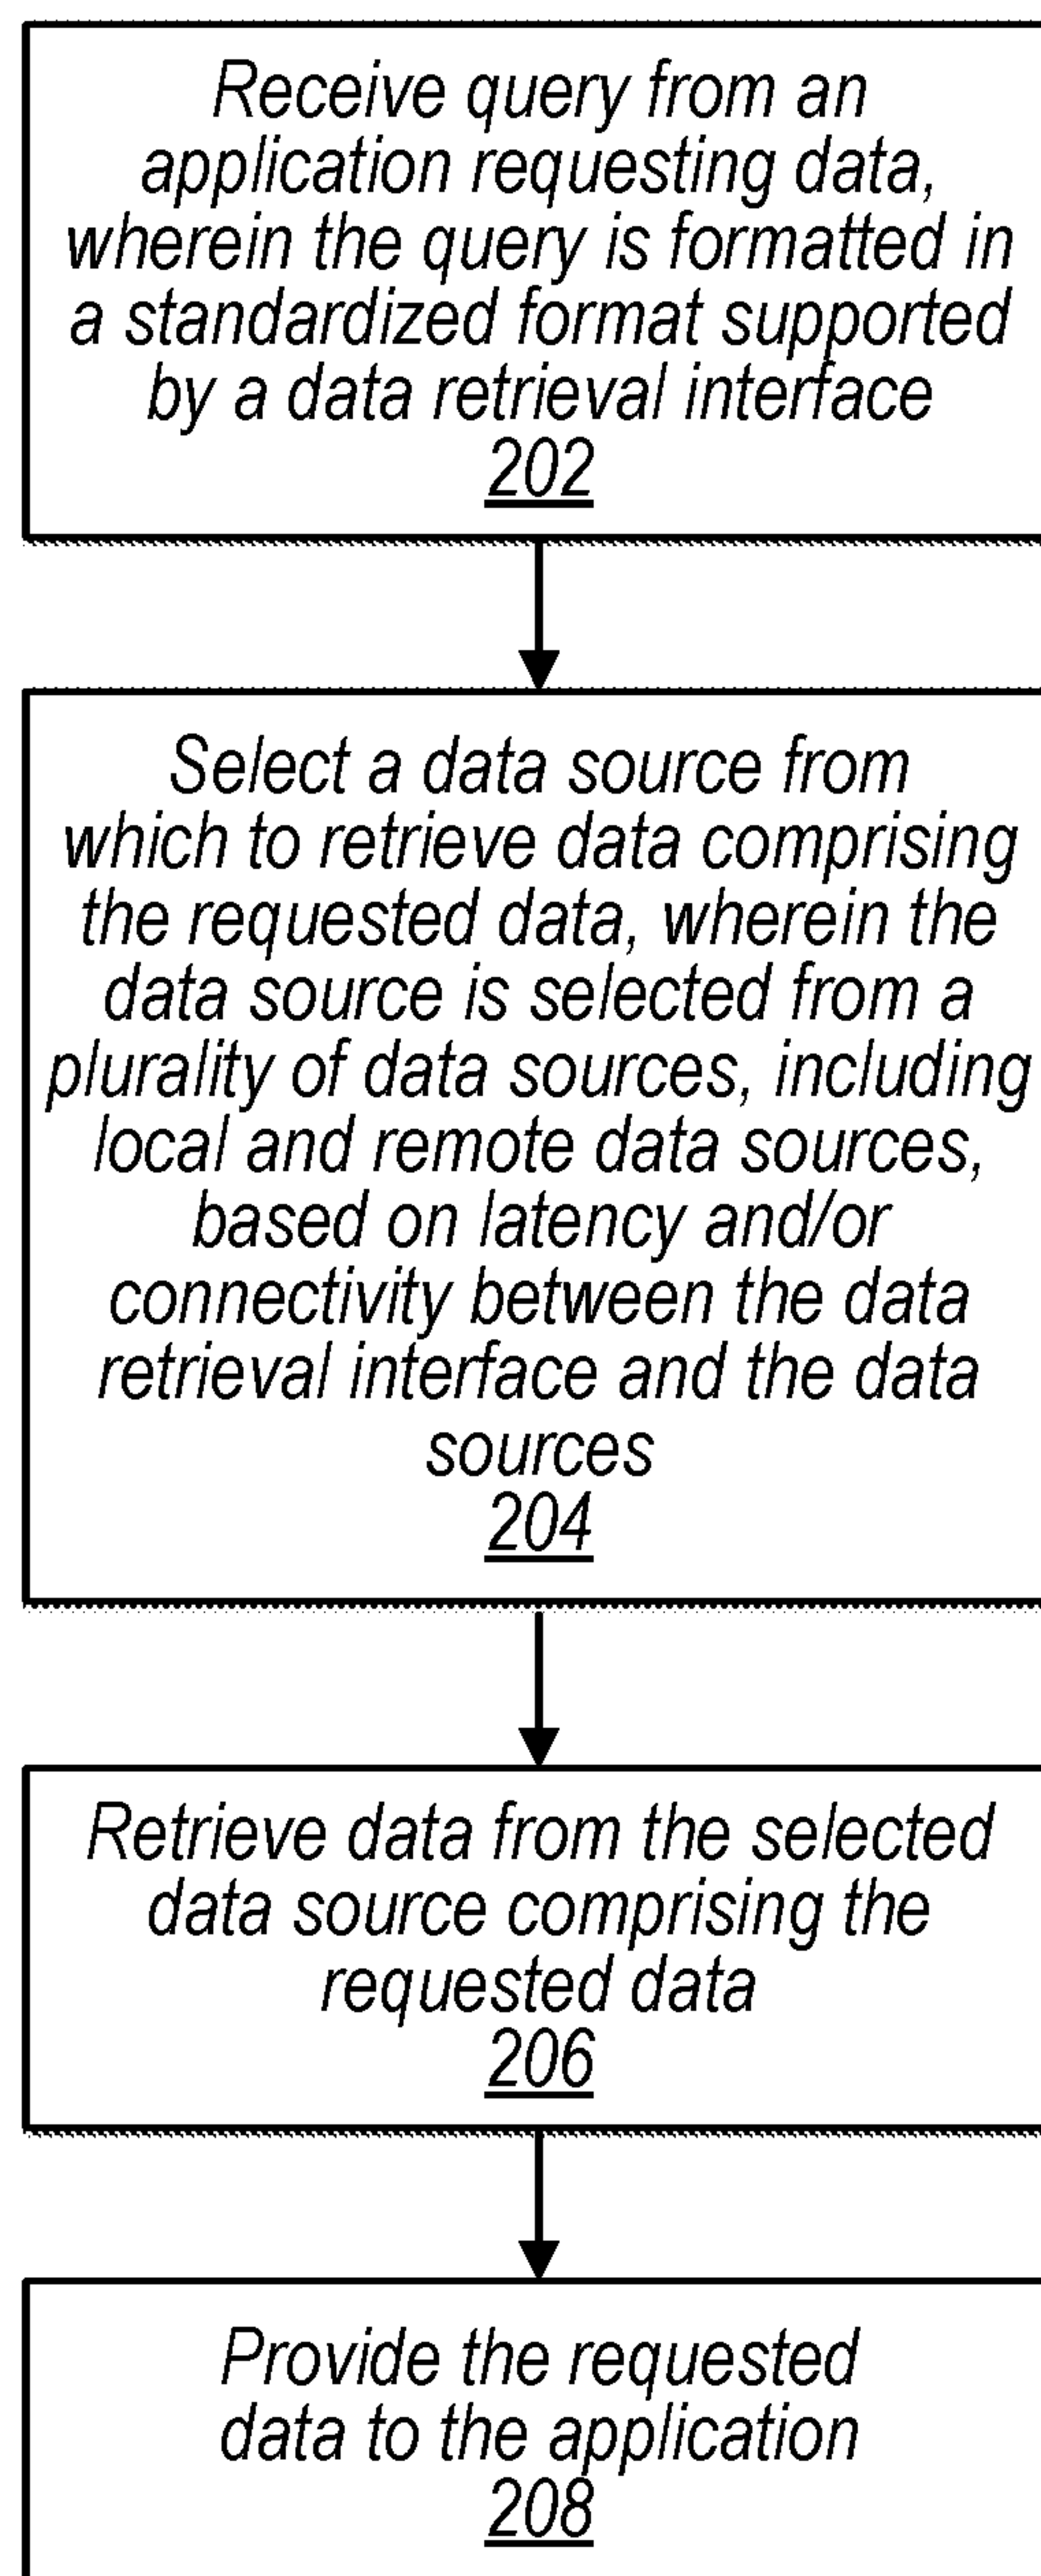 Receive query from an
application requesting data,
wherein the query is formatted in
a standardized format supported
by a data retrieval interface
202
Select a data source from
which to retrieve data comprising
the requested data, wherein the
data source is selected from a
plurality of data sources, including
local and remote data sources,
based on latency and/or
connectivity between the data
retrieval interface and the data
sources
204
Retrieve data from the selected
data source comprising the
requested data
206
Provide the requested
data to the application
208